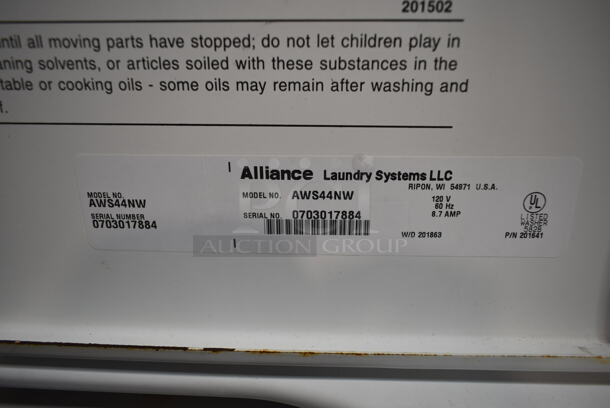 201502
ntil all moving parts have stopped; do not let children play in
ning solvents, or articles soiled with these substances in the
table or cooking oils - some oils may remain after washing and
Alliance Laundry Systems LLC
RIPON, WI 54971 U.S.A.
MODEL NO.
AWS44NW
SERIAL NUMBER
0703017884
MODEL NO. AWS44NW
SERIAL NO. 0703017884
120 V
60 Hz
8.7 AMP
W/D 201863
UL
LISTED
WASHER
P/N 201641
AUCTION GROUP